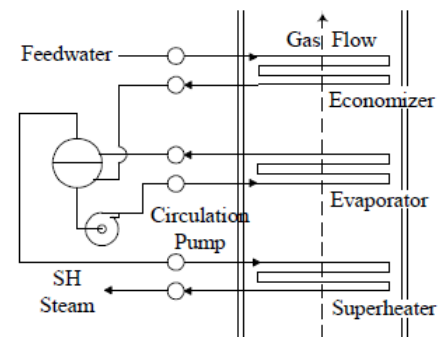 Gas Flow
Feedwater
Economizer
Evaporator
Circulation
Pump
SH
Steam
Superheater